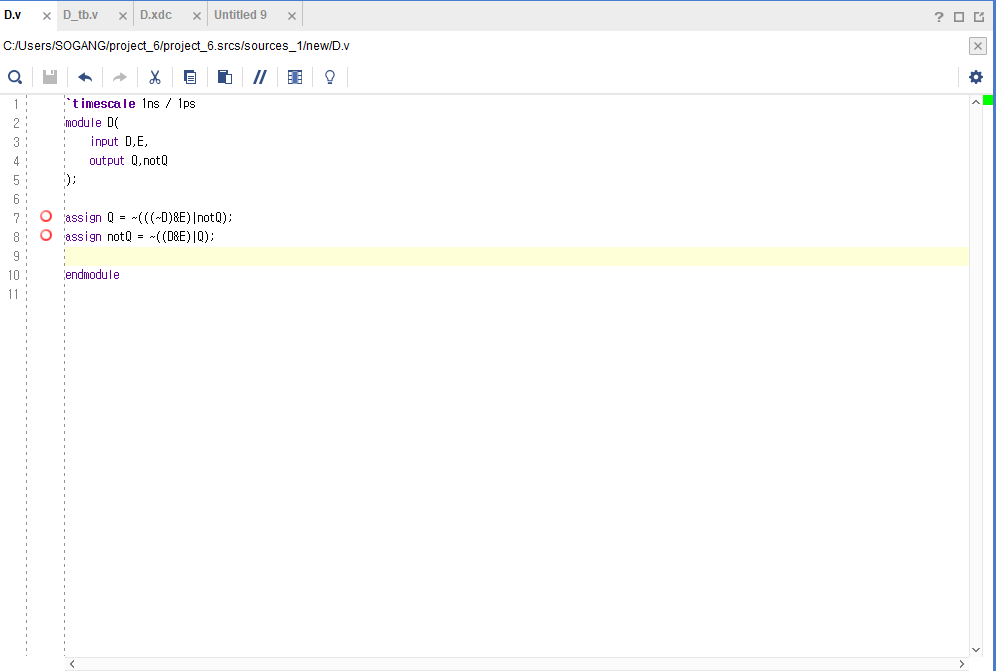 D.v D_tb.v D.xdc Untitled 9
C:/Users/SOGANG/project_6/project_6.srcs/sources_1/new/D.v
1 `timescale 1ns / 1ps
2 module D(
3 input D,E,
4 output Q,notQ
5 );
6
7 assign Q = ~(((~D)&E)|notQ);
8 assign notQ = ~((D&E)|Q);
9
10 endmodule
11